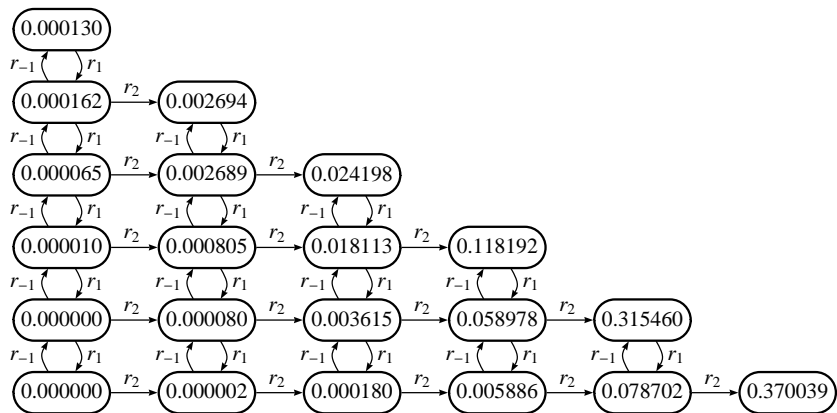 0.000130
r₋₁ r₁
0.000162 r₂ 0.002694
r₋₁ r₁ r₋₁ r₁
0.000065 r₂ 0.002689 r₂ 0.024198
r₋₁ r₁ r₋₁ r₁ r₋₁ r₁
0.000010 r₂ 0.000805 r₂ 0.018113 r₂ 0.118192
r₋₁ r₁ r₋₁ r₁ r₋₁ r₁ r₋₁ r₁
0.000000 r₂ 0.000080 r₂ 0.003615 r₂ 0.058978 r₂ 0.315460
r₋₁ r₁ r₋₁ r₁ r₋₁ r₁ r₋₁ r₁ r₋₁ r₁
0.000000 r₂ 0.000002 r₂ 0.000180 r₂ 0.005886 r₂ 0.078702 r₂ 0.370039